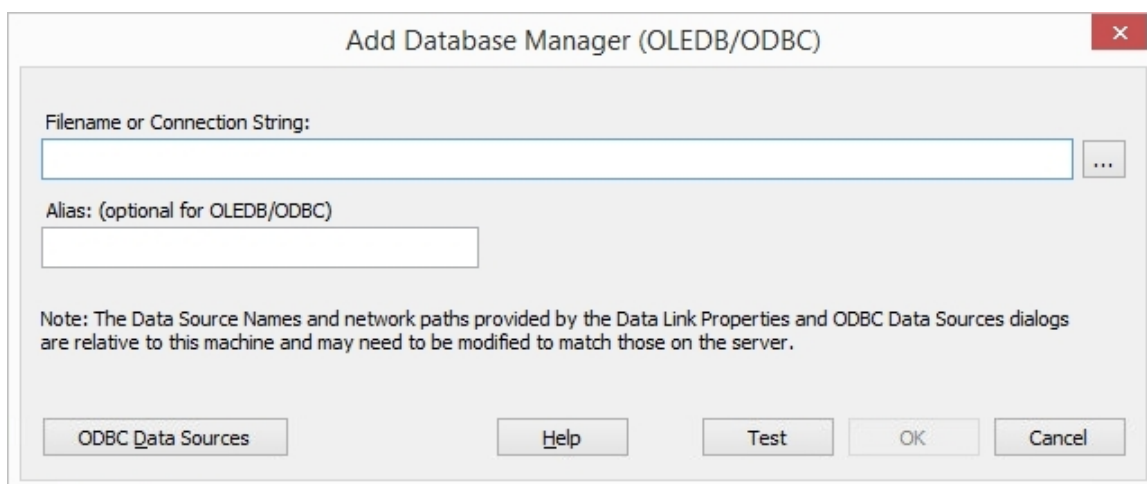 Add Database Manager (OLEDB/ODBC)
Filename or Connection String:
...
Alias: (optional for OLEDB/ODBC)
Note: The Data Source Names and network paths provided by the Data Link Properties and ODBC Data Sources dialogs
are relative to this machine and may need to be modified to match those on the server.
ODBC Data Sources Help Test OK Cancel